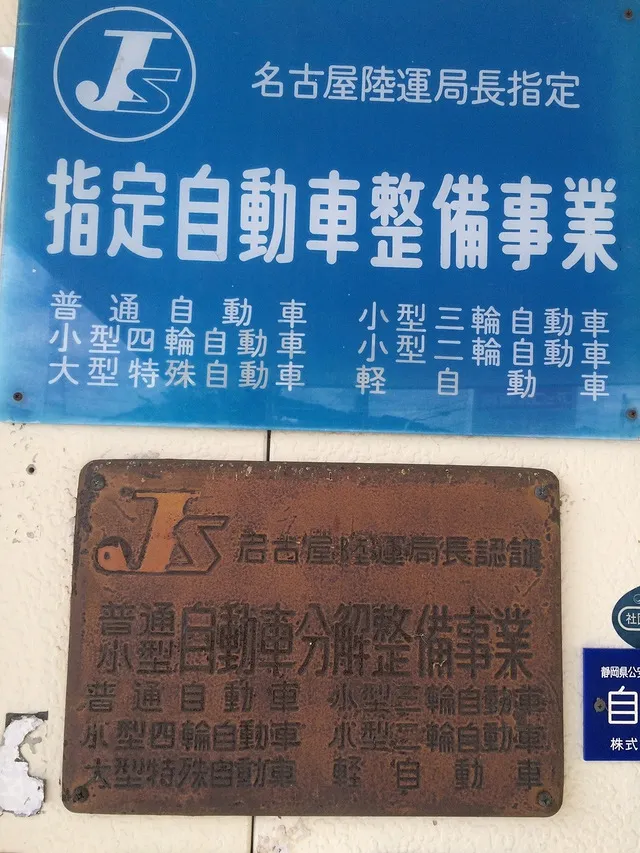 JS
名古屋陸運局長指定
指定自動車整備事業
普通自動車 小型三輪自動車
小型四輪自動車 小型二輪自動車
大型特殊自動車 軽自動車
JS 名古屋陸運局長認証
普通
小型
自動車分解整備事業
普通自動車 小型三輪自動車
小型四輪自動車 小型二輪自動車
大型特殊自動車 軽自動車
社団
静岡県公安
自
株式